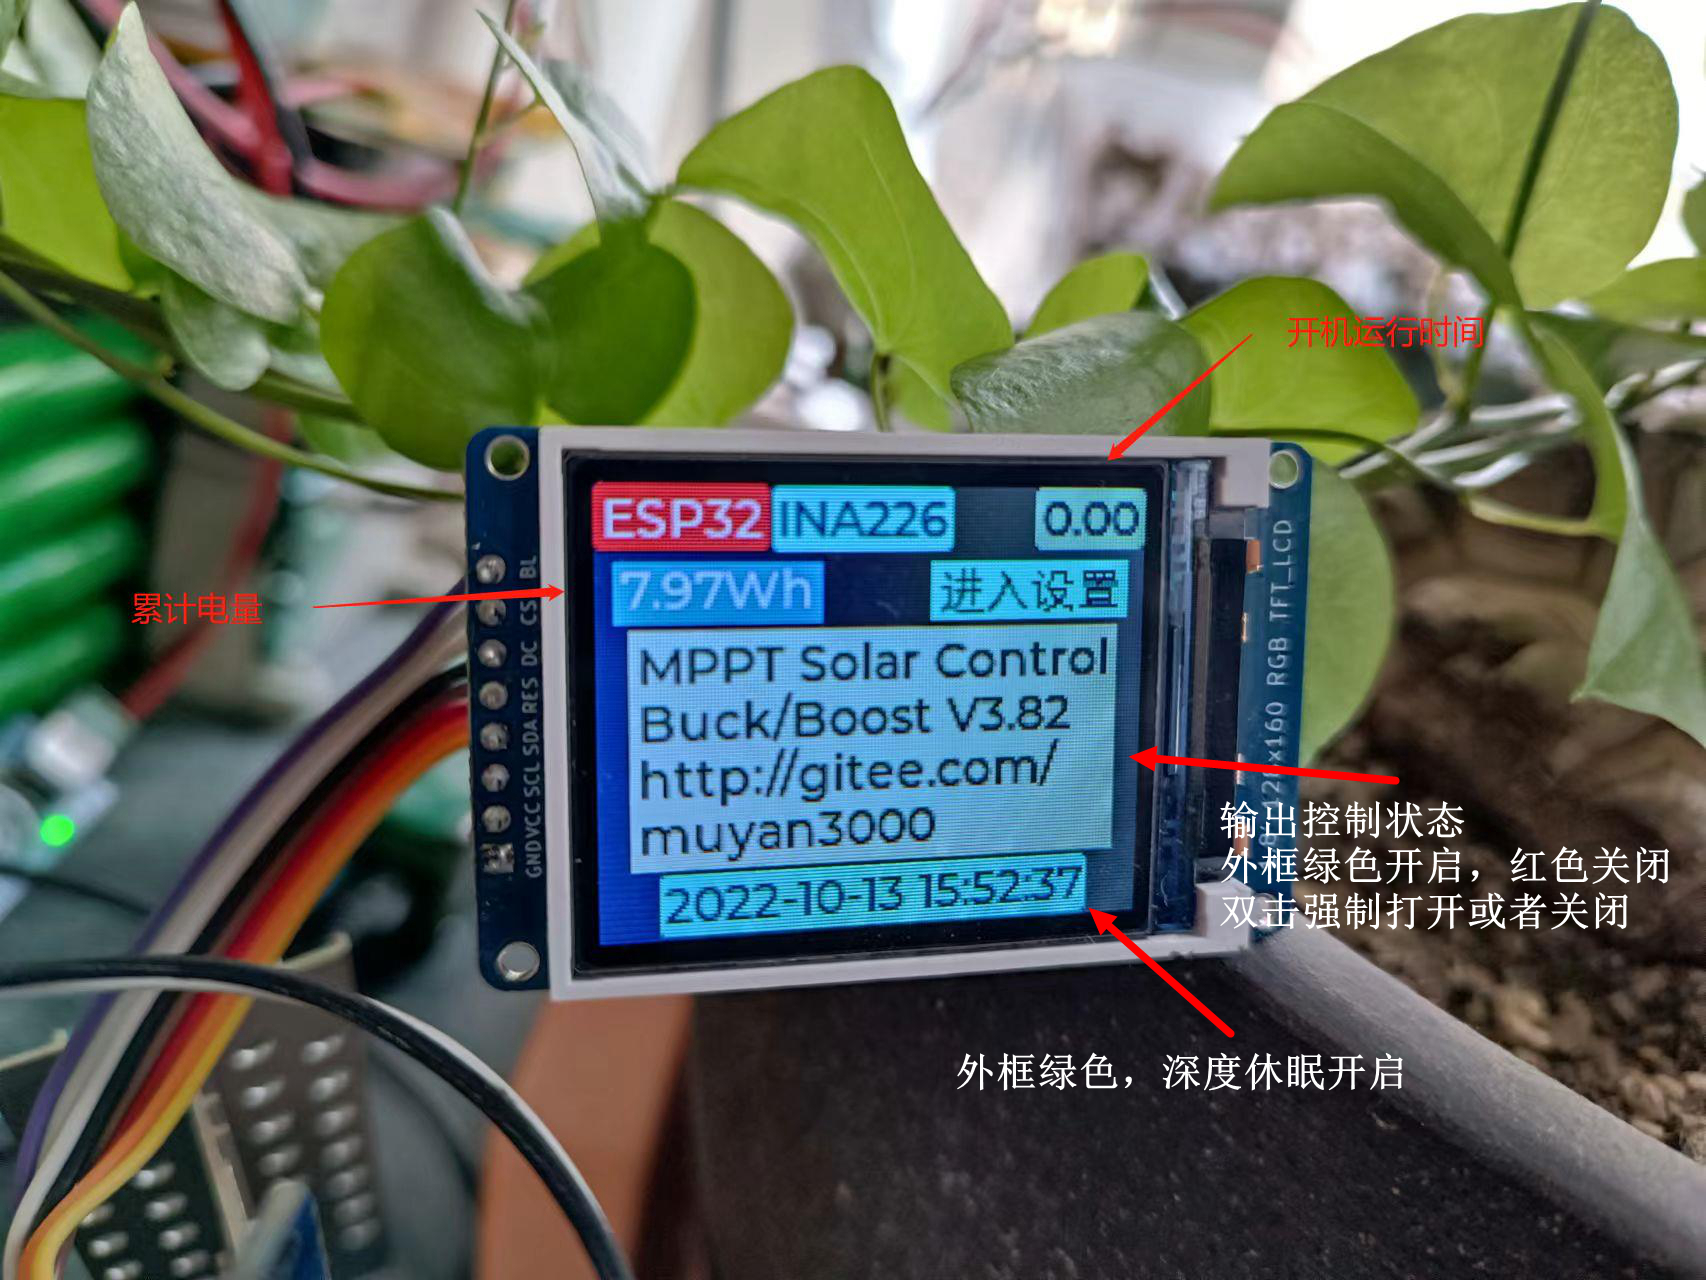 开机运行时间
ESP32 INA226 0.00
7.97Wh 进入设置
累计电量
MPPT Solar Control
Buck/Boost V3.82
http://gitee.com/
muyan3000
2022-10-13 15:52:37
BL
CS
DC
RES
SDA
SCL
VCC
GND
128x160 RGB TFT_LCD
输出控制状态
外框绿色开启，红色关闭
双击强制打开或者关闭
外框绿色，深度休眠开启